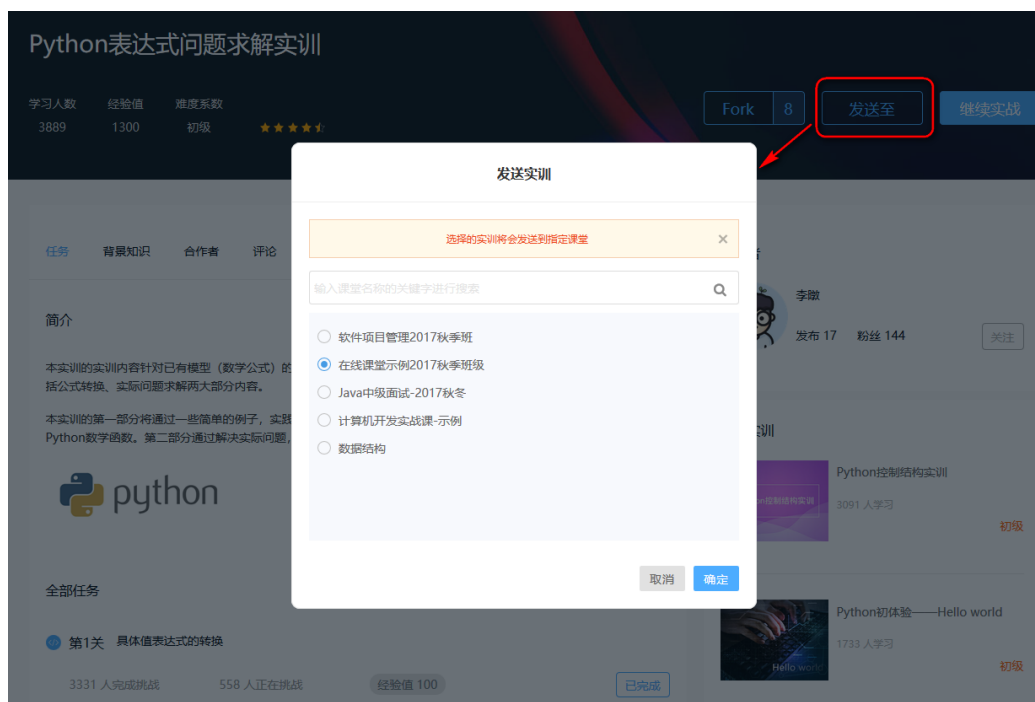 Python表达式问题求解实训
学习人数 经验值 难度系数
3889 1300 初级
Fork 8 发送至 继续实战
发送实训
选择的实训将会发送到指定课堂
任务 背景知识 合作者 评论
输入课堂名称的关键字进行搜索
李暾
简介
发布 17 粉丝 144 关注
软件项目管理2017秋季班
在线课堂示例2017秋季班级
Java中级面试-2017秋冬
计算机开发实战课-示例
数据结构
本实训的实训内容针对已有模型（数学公式）的
括公式转换、实际问题求解两大部分内容。
本实训的第一部分将通过一些简单的例子，实践
Python数学函数。第二部分通过解决实际问题，
实训
python
Python控制结构实训
3091 人学习
初级
取消 确定
全部任务
Python初体验——Hello world
1733 人学习
Hello world
初级
第1关 具体值表达式的转换
3331 人完成挑战 558 人正在挑战 经验值 100 已完成